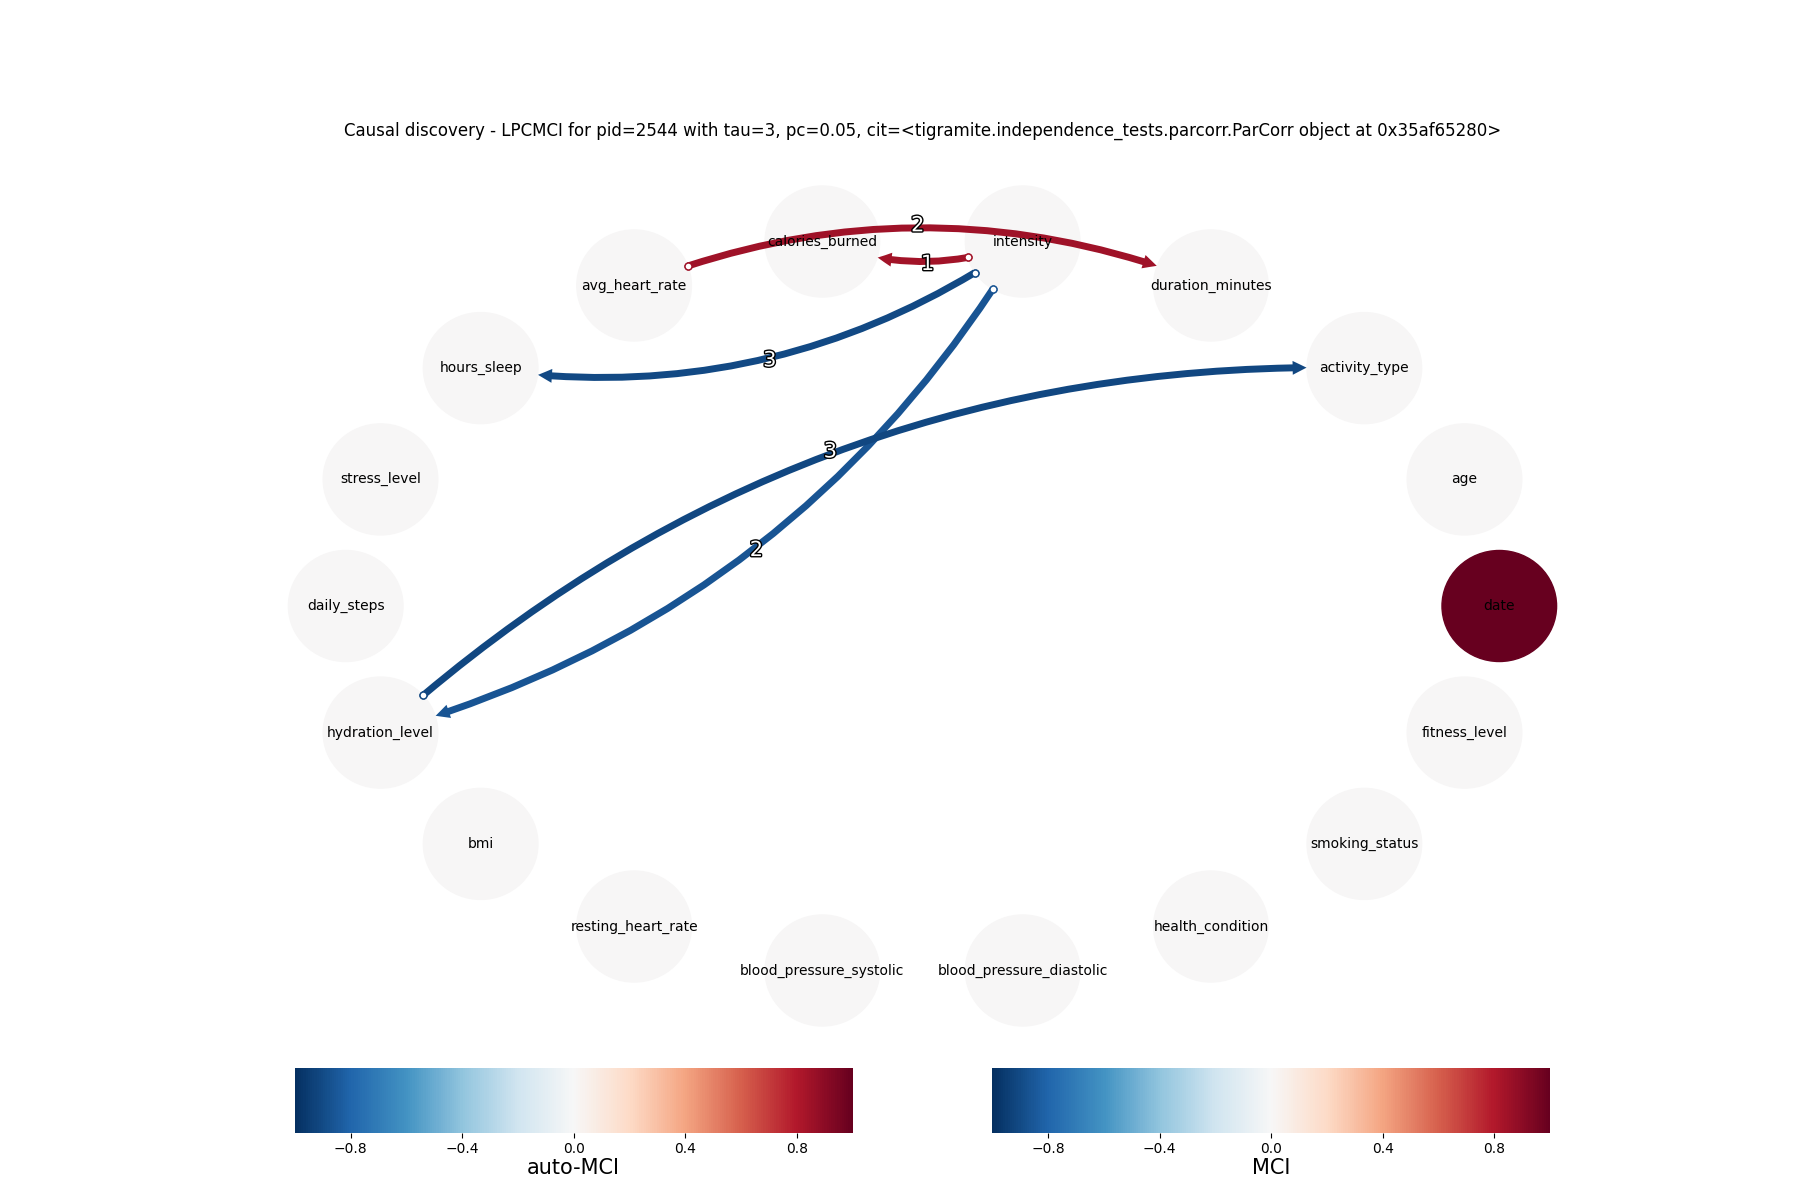 Causal discovery - LPCMCI for pid=2544 with tau=3, pc=0.05, cit=<tigramite.independence_tests.parcorr.ParCorr object at 0x35af65280>
2
calories_burned
intensity
1
avg_heart_rate
duration_minutes
3
hours_sleep
activity_type
3
stress_level
age
2
daily_steps
date
hydration_level
fitness_level
bmi
smoking_status
resting_heart_rate
health_condition
blood_pressure_systolic
blood_pressure_diastolic
−0.8 −0.4 0.0 0.4 0.8
auto-MCI
−0.8 −0.4 0.0 0.4 0.8
MCI